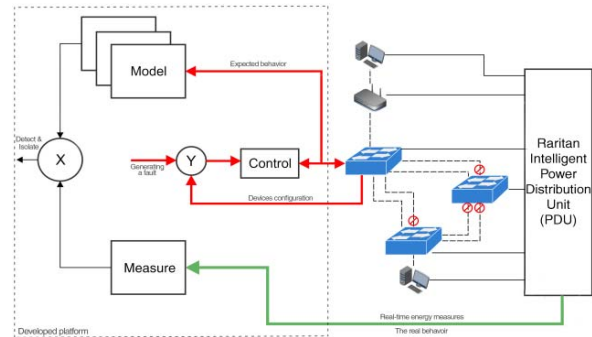 Model
Expected behavior
Detect &
Isolate
X
Generating
a fault
Y
Control
Devices configuration
Raritan
Intelligent
Power
Distribution
Unit
(PDU)
Measure
Real-time energy measures
The real behavoir
Developed platform